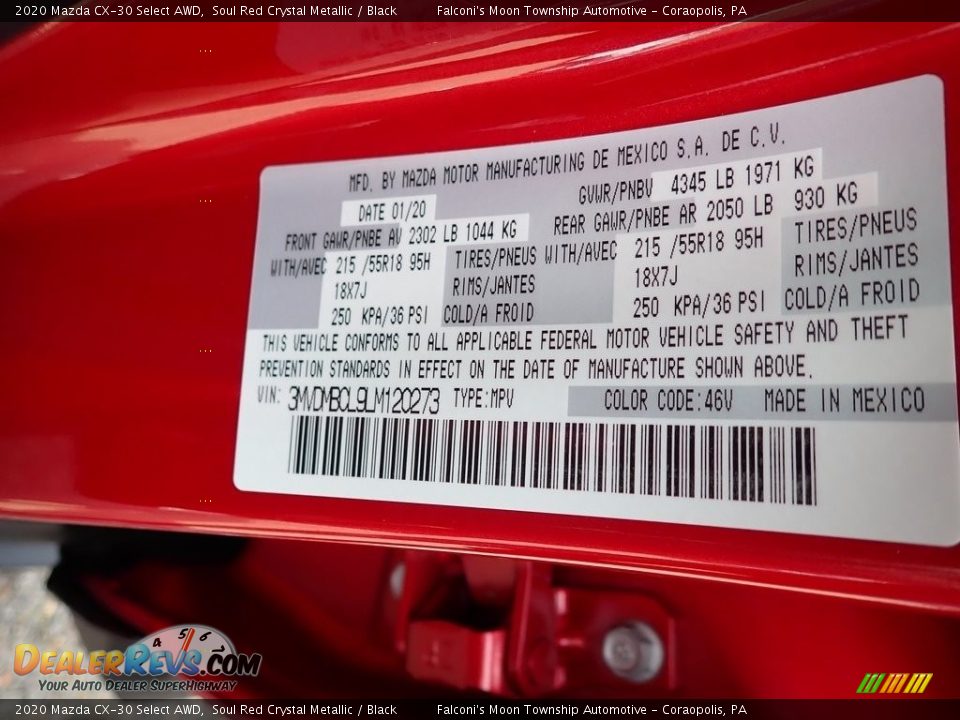 2020 Mazda CX-30 Select AWD, Soul Red Crystal Metallic / Black Falconi's Moon Township Automotive - Coraopolis, PA
MFD. BY MAZDA MOTOR MANUFACTURING DE MEXICO S.A. DE C.V.
DATE 01/20 GVWR/PNBV 4345 LB 1971 KG
FRONT GAWR/PNBE AV 2302 LB 1044 KG REAR GAWR/PNBE AR 2050 LB 930 KG
WITH/AVEC 215 /55R18 95H TIRES/PNEUS WITH/AVEC 215 /55R18 95H TIRES/PNEUS
18X7J RIMS/JANTES 18X7J RIMS/JANTES
250 KPA/36 PSI COLD/A FROID 250 KPA/36 PSI COLD/A FROID
THIS VEHICLE CONFORMS TO ALL APPLICABLE FEDERAL MOTOR VEHICLE SAFETY AND THEFT
PREVENTION STANDARDS IN EFFECT ON THE DATE OF MANUFACTURE SHOWN ABOVE.
VIN: 3MVDMBCL9LM120273 TYPE:MPV COLOR CODE:46V MADE IN MEXICO
4 5 6
DEALERREVS.COM
YOUR AUTO DEALER SUPERHIGHWAY
2020 Mazda CX-30 Select AWD, Soul Red Crystal Metallic / Black Falconi's Moon Township Automotive - Coraopolis, PA